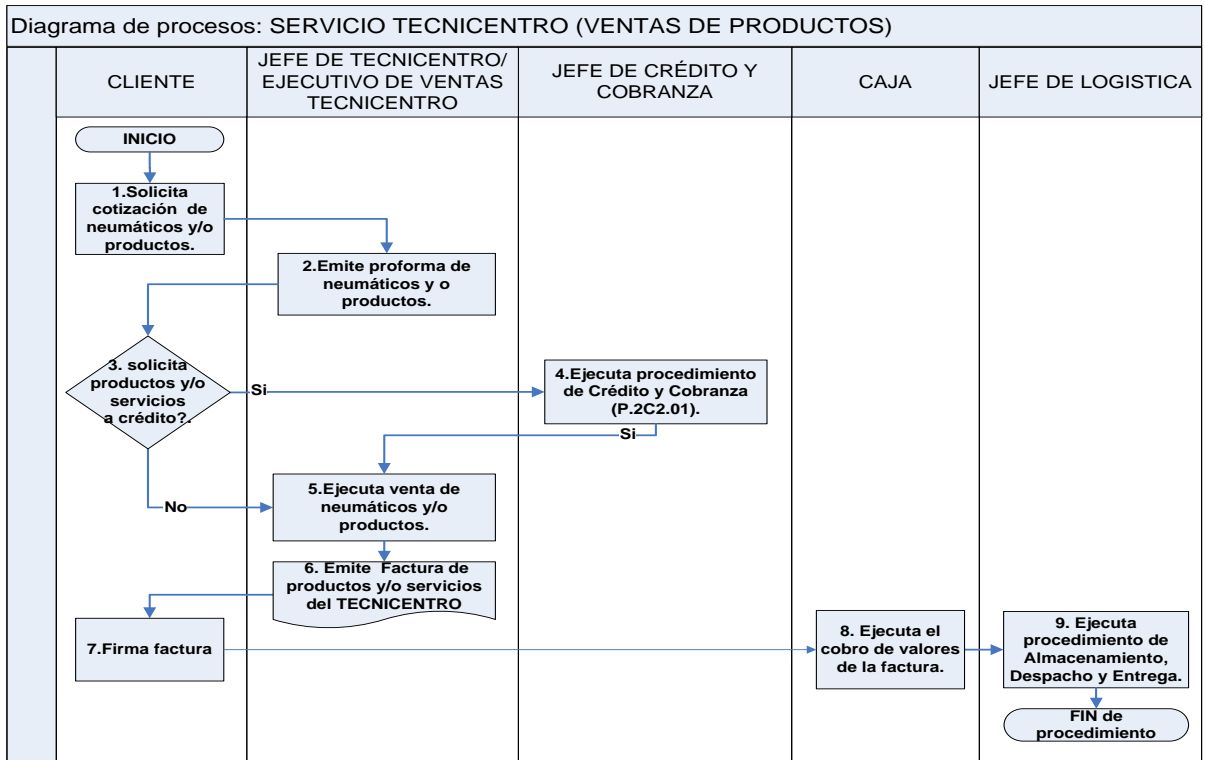 Diagrama de procesos: SERVICIO TECNICENTRO (VENTAS DE PRODUCTOS)
CLIENTE
JEFE DE TECNICENTRO/
EJECUTIVO DE VENTAS
TECNICENTRO
JEFE DE CRÉDITO Y
COBRANZA
CAJA
JEFE DE LOGISTICA
INICIO
1.Solicita
cotización de
neumáticos y/o
productos.
2.Emite proforma de
neumáticos y o
productos.
3. solicita
productos y/o
servicios
a crédito?.
Si
4.Ejecuta procedimiento
de Crédito y Cobranza
(P.2C2.01).
Si
No
5.Ejecuta venta de
neumáticos y/o
productos.
6. Emite Factura de
productos y/o servicios
del TECNICENTRO
7.Firma factura
8. Ejecuta el
cobro de valores
de la factura.
9. Ejecuta
procedimiento de
Almacenamiento,
Despacho y Entrega.
FIN de
procedimiento